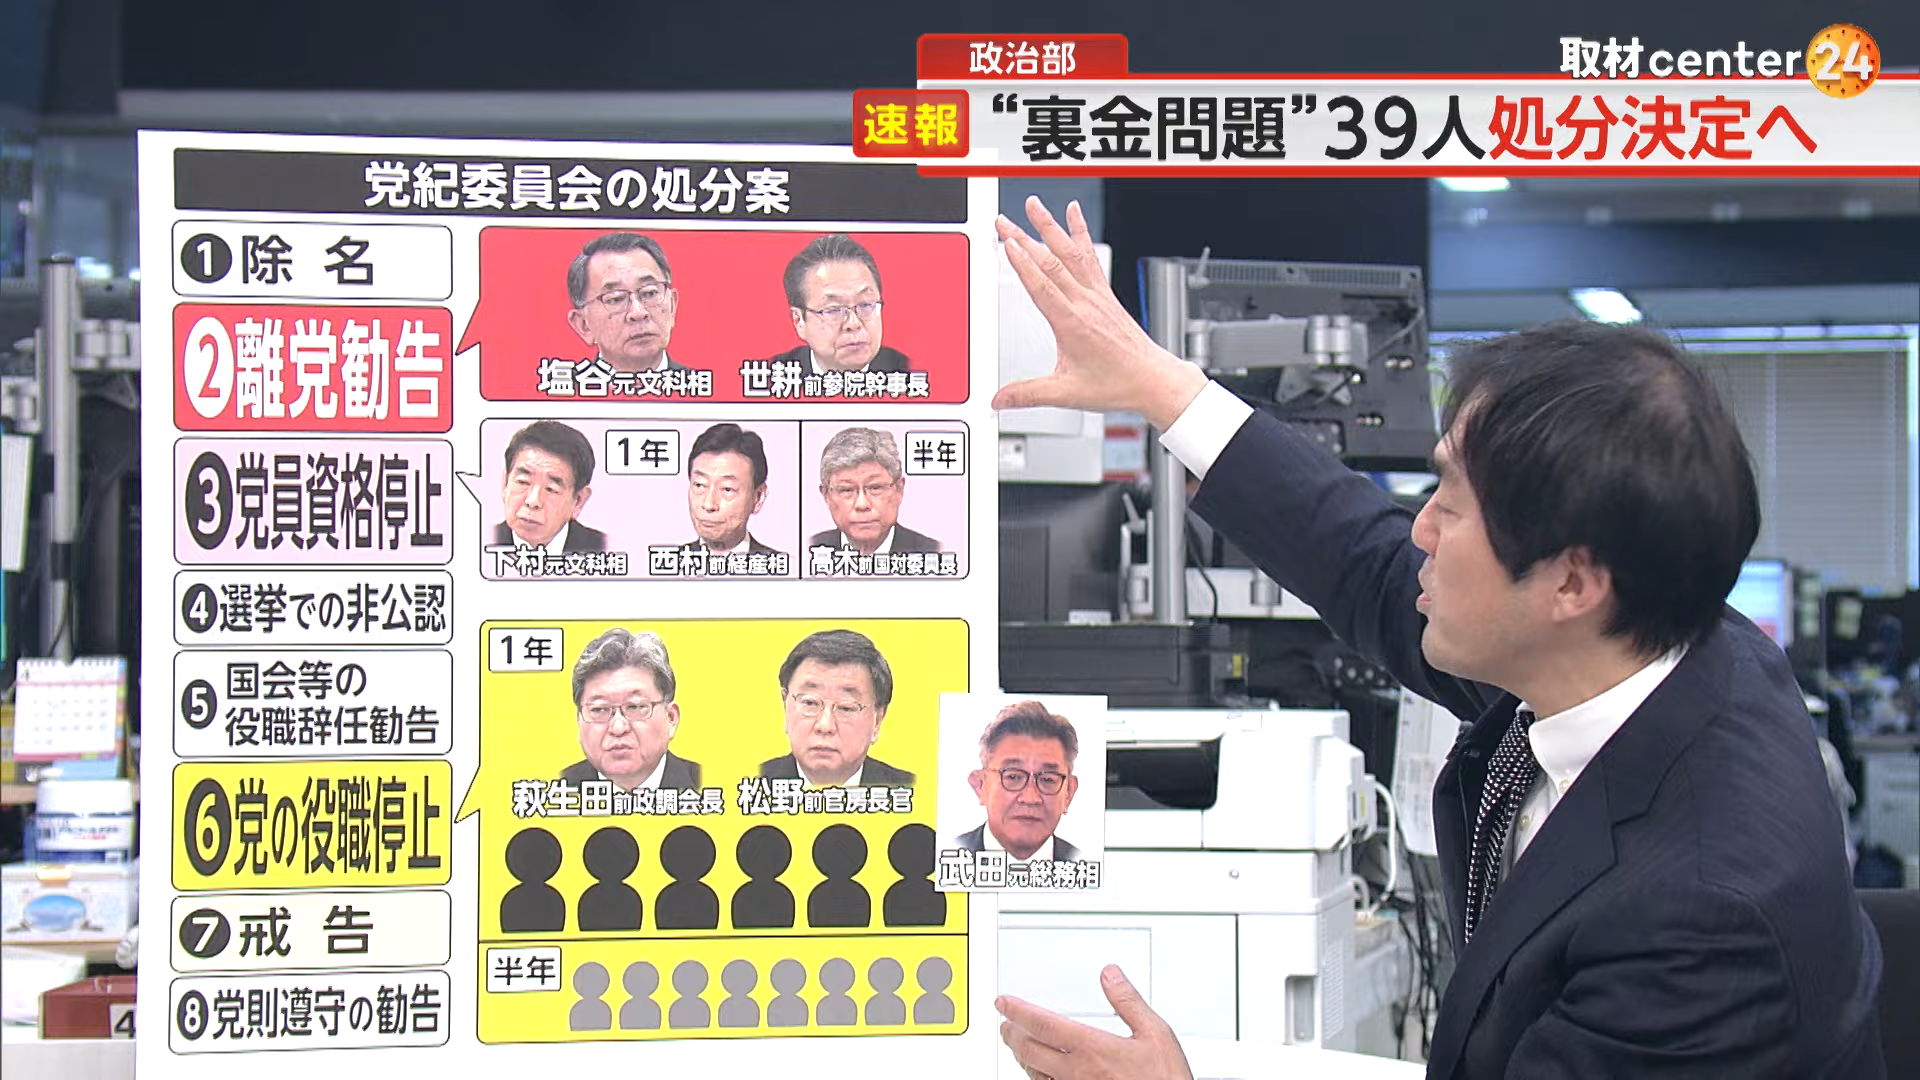 政治部
取材center24
速報
“裏金問題”39人処分決定へ
党紀委員会の処分案
①除名
②離党勧告
塩谷元文科相
世耕前参院幹事長
③党員資格停止
1年
半年
下村元文科相
西村前経産相
高木前国対委員長
④選挙での非公認
⑤国会等の
役職辞任勧告
⑥党の役職停止
1年
萩生田前政調会長
松野前官房長官
武田元総務相
半年
⑦戒告
⑧党則遵守の勧告
4